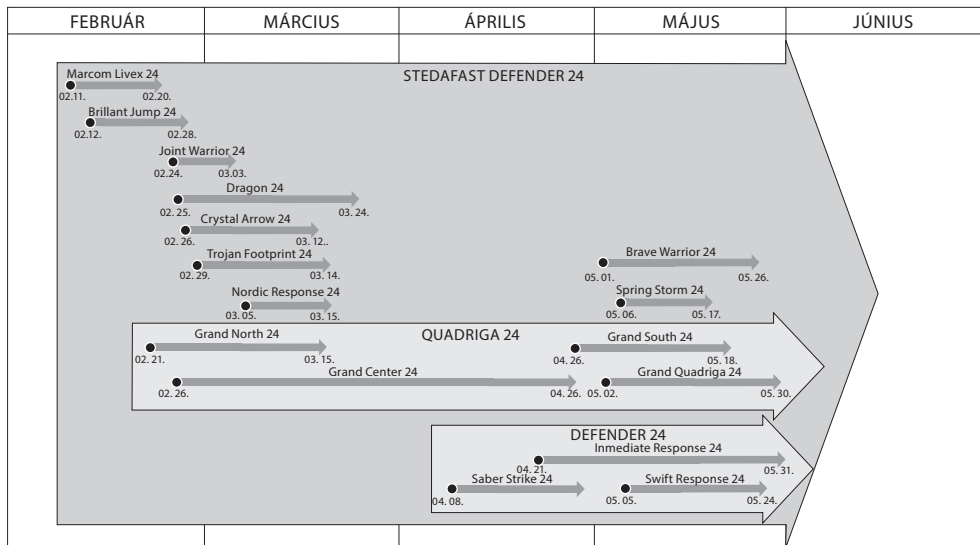 FEBRUÁR MÁRCIUS ÁPRILIS MÁJUS JÚNIUS
STEDAFAST DEFENDER 24
Marcom Livex 24
02.11. 02.20.
Brillant Jump 24
02.12. 02.28.
Joint Warrior 24
02.24. 03.03.
Dragon 24
02.25. 03. 24.
Crystal Arrow 24
02. 26. 03. 12..
Trojan Footprint 24
02. 29. 03. 14.
Brave Warrior 24
05. 01. 05. 26.
Nordic Response 24
03. 05. 03. 15.
Spring Storm 24
05. 06. 05. 17.
QUADRIGA 24
Grand North 24
02. 21. 03. 15.
Grand South 24
04. 26. 05. 18.
Grand Center 24
02. 26. 04. 26.
Grand Quadriga 24
05. 02. 05. 30.
DEFENDER 24
Inmediate Response 24
04. 21. 05. 31.
Saber Strike 24
04. 08.
Swift Response 24
05. 05. 05. 24.